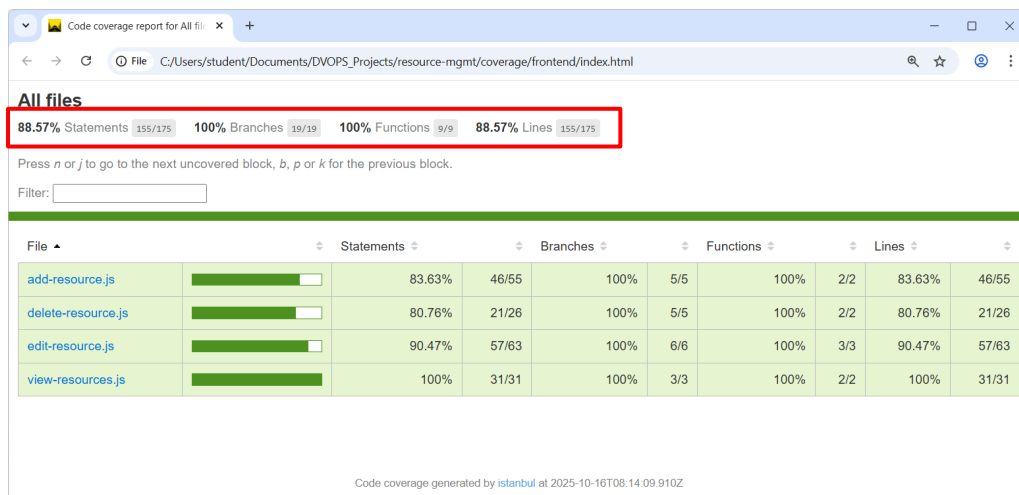 Code coverage report for All file
File C:/Users/student/Documents/DVOPS_Projects/resource-mgmt/coverage/frontend/index.html
All files
88.57% Statements 155/175 100% Branches 19/19 100% Functions 9/9 88.57% Lines 155/175
Press n or j to go to the next uncovered block, b, p or k for the previous block.
Filter:
File Statements Branches Functions Lines
add-resource.js 83.63% 46/55 100% 5/5 100% 2/2 83.63% 46/55
delete-resource.js 80.76% 21/26 100% 5/5 100% 2/2 80.76% 21/26
edit-resource.js 90.47% 57/63 100% 6/6 100% 3/3 90.47% 57/63
view-resources.js 100% 31/31 100% 3/3 100% 2/2 100% 31/31
Code coverage generated by istanbul at 2025-10-16T08:14:09.910Z